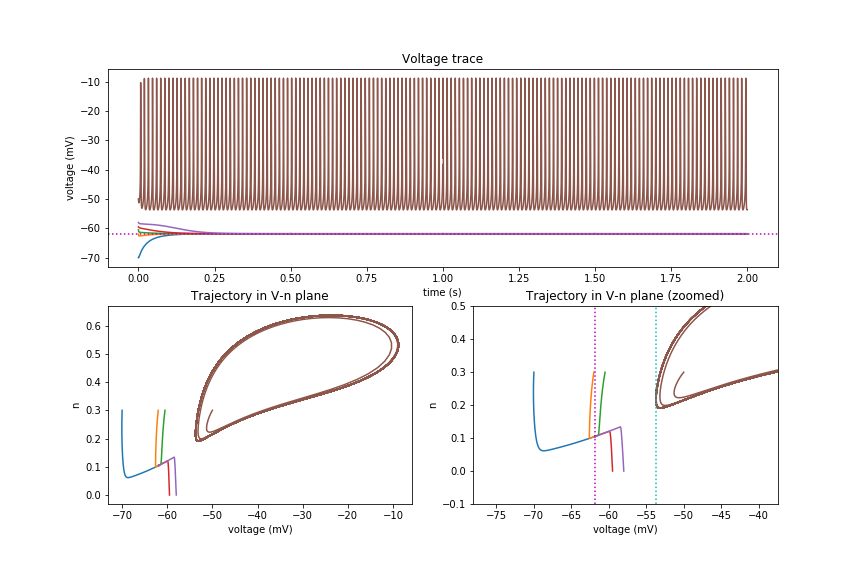 Voltage trace
−10
−20
−30
−40
−50
−60
−70
voltage (mV)
0.00 0.25 0.50 0.75 1.00 1.25 1.50 1.75 2.00
time (s)
Trajectory in V-n plane
0.6
0.5
0.4
0.3
0.2
0.1
0.0
n
−70 −60 −50 −40 −30 −20 −10
voltage (mV)
Trajectory in V-n plane (zoomed)
0.5
0.4
0.3
0.2
0.1
0.0
−0.1
n
−75 −70 −65 −60 −55 −50 −45 −40
voltage (mV)